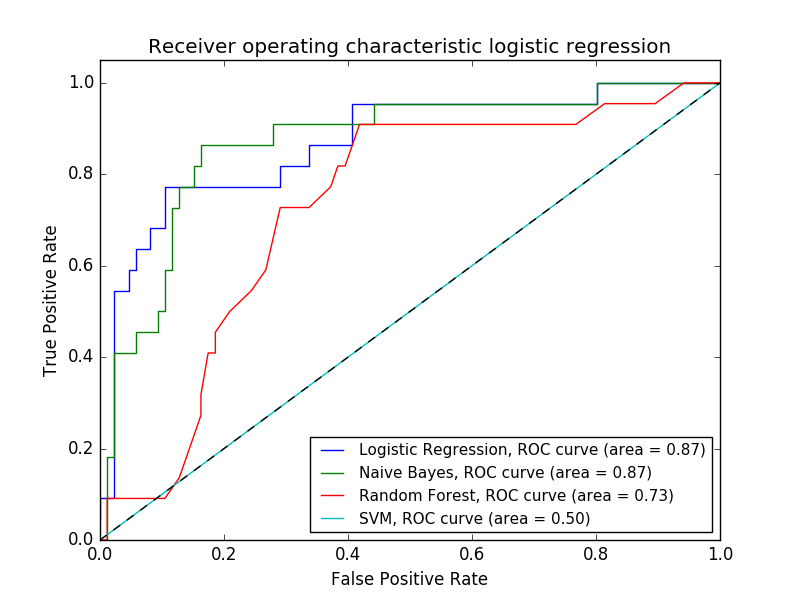 Receiver operating characteristic logistic regression
True Positive Rate
1.0
0.8
0.6
0.4
0.2
0.0
Logistic Regression, ROC curve (area = 0.87)
Naive Bayes, ROC curve (area = 0.87)
Random Forest, ROC curve (area = 0.73)
SVM, ROC curve (area = 0.50)
0.0 0.2 0.4 0.6 0.8 1.0
False Positive Rate